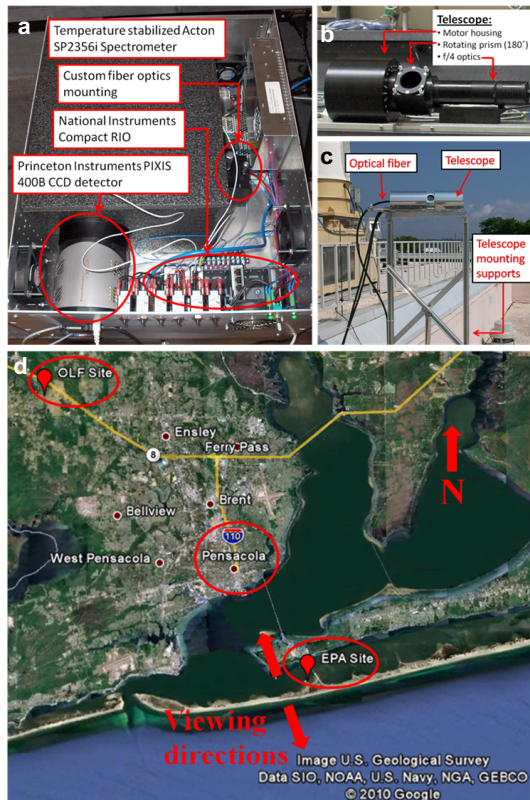 a
Temperature stabilized Acton
SP2356i Spectrometer
Custom fiber optics
mounting
National Instruments
Compact RIO
Princeton Instruments PIXIS
400B CCD detector
b
Telescope:
• Motor housing
• Rotating prism (180˚)
• f/4 optics
c
Optical fiber
Telescope
Telescope
mounting
supports
d
OLF Site
Ensley
Ferry Pass
8
Brent
Bellview
110
West Pensacola
Pensacola
N
EPA Site
Viewing
directions
Image U.S. Geological Survey
Data SIO, NOAA, U.S. Navy, NGA, GEBCO
© 2010 Google